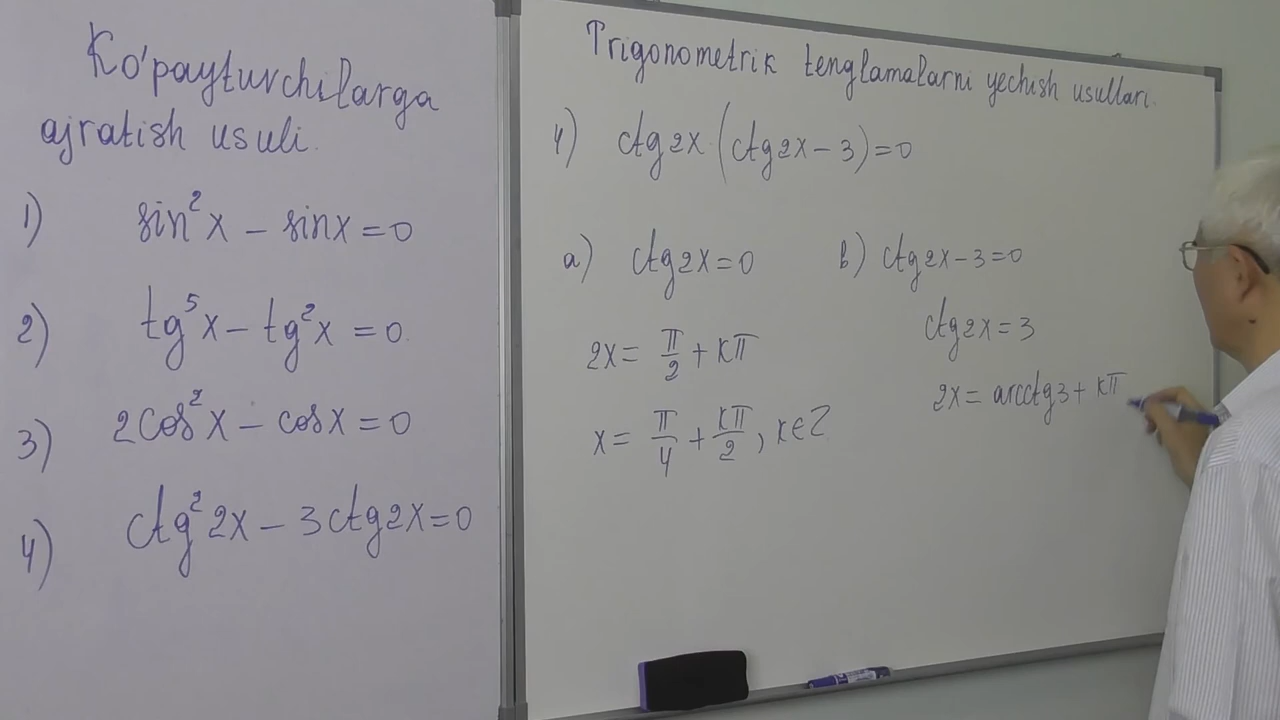 Ko'payturchilarga
ajratish usuli.
1) sin²x − sinx = 0
2) tg⁵x − tg²x = 0.
3) 2cos²x − cosx = 0
4) ctg²2x − 3ctg2x = 0
Trigonometrik tenglamalarni yechish usullari.
4) ctg2x·(ctg2x − 3) = 0
a) ctg2x = 0
2x = π/2 + kπ
x = π/4 + kπ/2, k∈Z
b) ctg2x − 3 = 0
ctg2x = 3
2x = arcctg3 + kπ